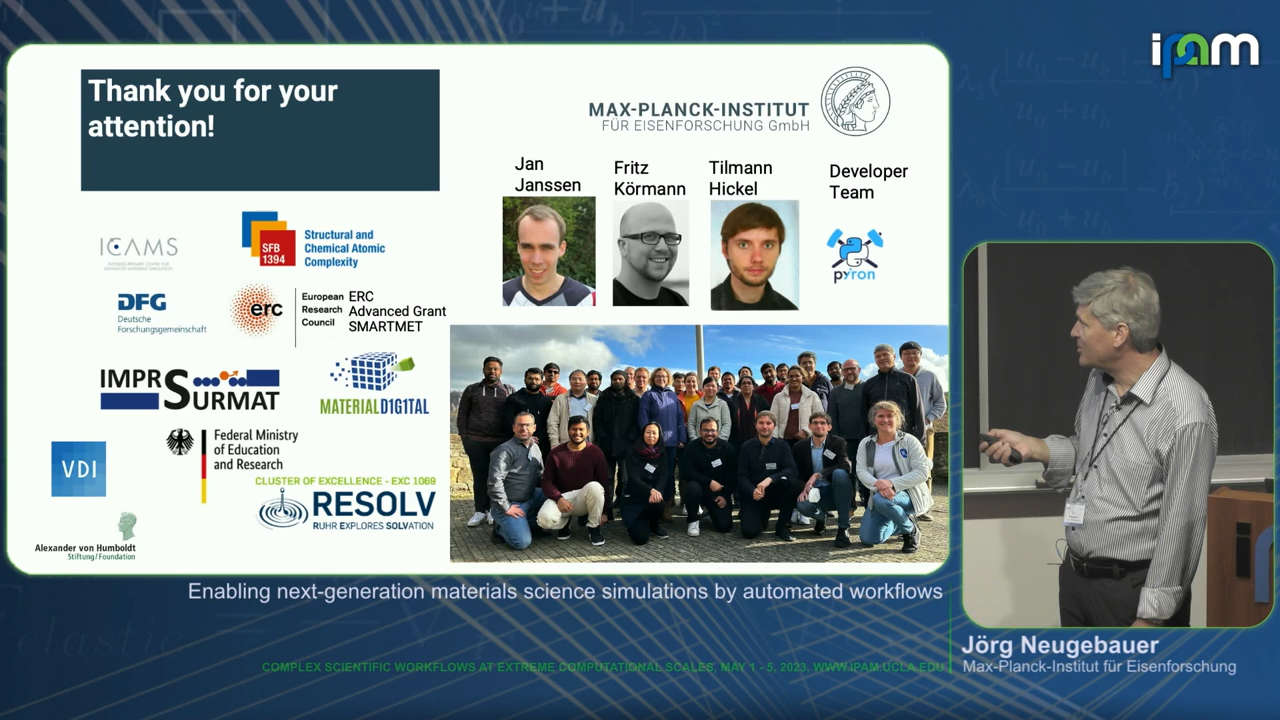 ipam
Thank you for your
attention!
MAX-PLANCK-INSTITUT
FÜR EISENFORSCHUNG GmbH
Jan
Janssen
Fritz
Körmann
Tilmann
Hickel
Developer
Team
pyron
ICAMS
SFB
1394
Structural and
Chemical Atomic
Complexity
DFG
Deutsche
Forschungsgemeinschaft
erc
European
Research
Council
ERC
Advanced Grant
SMARTMET
IMPRS SURMAT
MATERIALD1G1TAL
VDI
Federal Ministry
of Education
and Research
CLUSTER OF EXCELLENCE - EXC 1069
RESOLV
RUHR EXPLORES SOLVATION
Alexander von Humboldt
Stiftung/Foundation
Enabling next-generation materials science simulations by automated workflows
Jörg Neugebauer
Max-Planck-Institut für Eisenforschung
COMPLEX SCIENTIFIC WORKFLOWS AT EXTREME COMPUTATIONAL SCALES, MAY 1 - 5, 2023, WWW.IPAM.UCLA.EDU
elastic